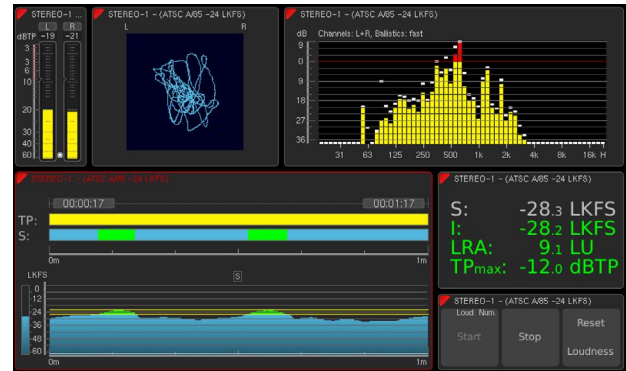 STEREO-1 ...
L R
dBTP -19 -21
3
3
6
10
20
30
40
60
STEREO-1 - (ATSC A/85 -24 LKFS)
L R
STEREO-1 - (ATSC A/85 -24 LKFS)
dB Channels: L+R, Ballistics: fast
9
0
9
18
27
36
31 63 125 250 500 1k 2k 4k 8k 16k H
STEREO-1 - (ATSC A/85 -24 LKFS)
00:00:17 00:01:17
TP:
S:
0m 1m
LKFS S
0
-12
-24
-36
-48
-60
0m 1m
STEREO-1 - (ATSC A/85 -24 LKFS)
S: -28.3 LKFS
I: -28.2 LKFS
LRA: 9.1 LU
TPmax: -12.0 dBTP
STEREO-1 - (ATSC A/85 -24 LKFS)
Loud. Num.
Start
Stop
Reset
Loudness